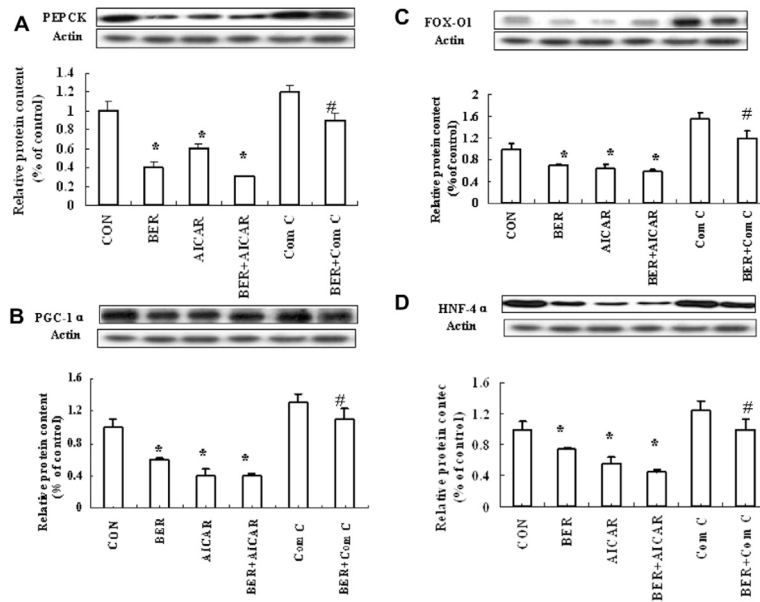 A
PEPCK
Actin
Relative protein content
(% of control)
1.4
1.2
1
0.8
0.6
0.4
0.2
0
*
*
*
#
CON
BER
AICAR
BER+AICAR
Com C
BER+Com C
B
PGC-1α
Actin
Relative protein content
(% of control)
1.6
1.2
0.8
0.4
0
*
*
*
#
CON
BER
AICAR
BER+AICAR
Com C
BER+Com C
C
FOX-O1
Actin
Relative protein contect
(%of control)
2
1.6
1.2
0.8
0.4
0
*
*
*
#
CON
BER
AICAR
BER+AICAR
Com C
BER+Com C
D
HNF-4α
Actin
Relative protein contec
(% of control)
1.6
1.2
0.8
0.4
0
*
*
*
#
CON
BER
AICAR
BER+AICAR
Com C
BER+Com C